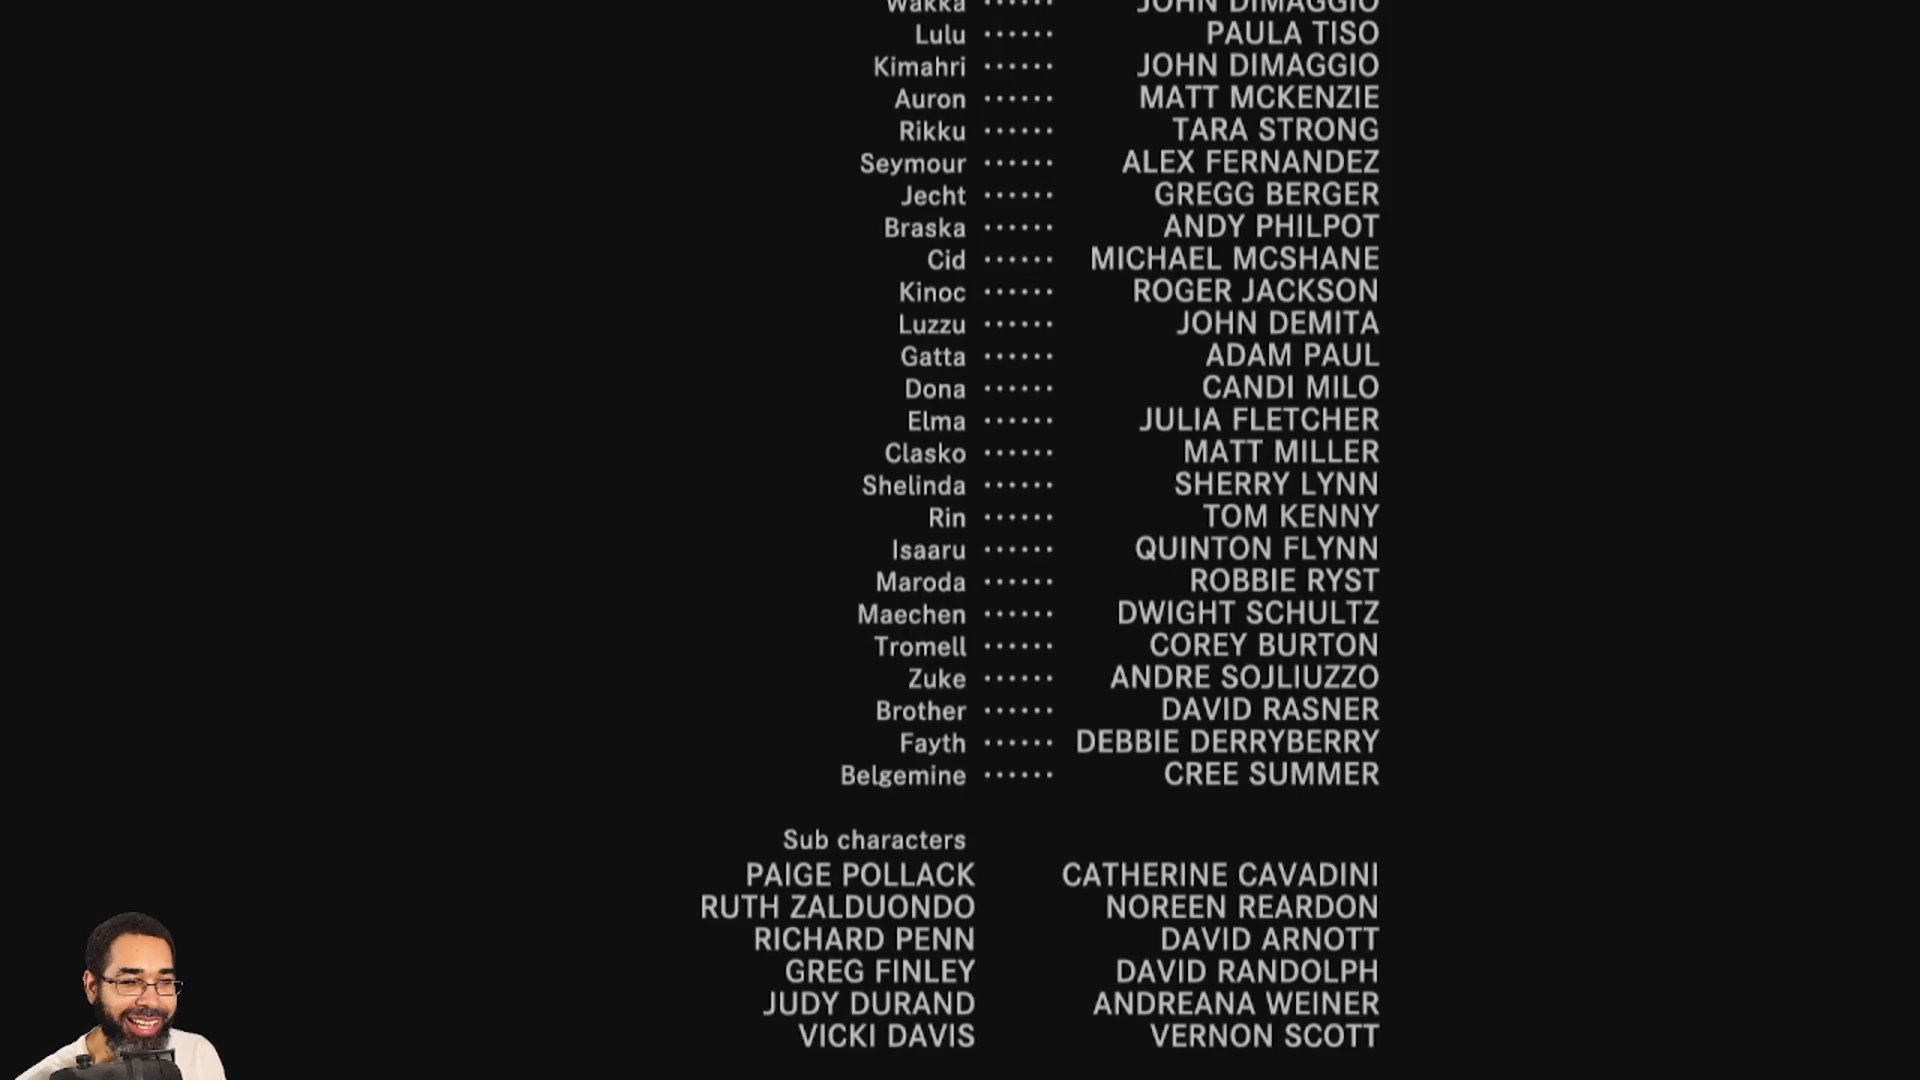 Wakka ······ JOHN DIMAGGIO
Lulu ······ PAULA TISO
Kimahri ······ JOHN DIMAGGIO
Auron ······ MATT MCKENZIE
Rikku ······ TARA STRONG
Seymour ······ ALEX FERNANDEZ
Jecht ······ GREGG BERGER
Braska ······ ANDY PHILPOT
Cid ······ MICHAEL MCSHANE
Kinoc ······ ROGER JACKSON
Luzzu ······ JOHN DEMITA
Gatta ······ ADAM PAUL
Dona ······ CANDI MILO
Elma ······ JULIA FLETCHER
Clasko ······ MATT MILLER
Shelinda ······ SHERRY LYNN
Rin ······ TOM KENNY
Isaaru ······ QUINTON FLYNN
Maroda ······ ROBBIE RYST
Maechen ······ DWIGHT SCHULTZ
Tromell ······ COREY BURTON
Zuke ······ ANDRE SOJLIUZZO
Brother ······ DAVID RASNER
Fayth ······ DEBBIE DERRYBERRY
Belgemine ······ CREE SUMMER
Sub characters
PAIGE POLLACK CATHERINE CAVADINI
RUTH ZALDUONDO NOREEN REARDON
RICHARD PENN DAVID ARNOTT
GREG FINLEY DAVID RANDOLPH
JUDY DURAND ANDREANA WEINER
VICKI DAVIS VERNON SCOTT